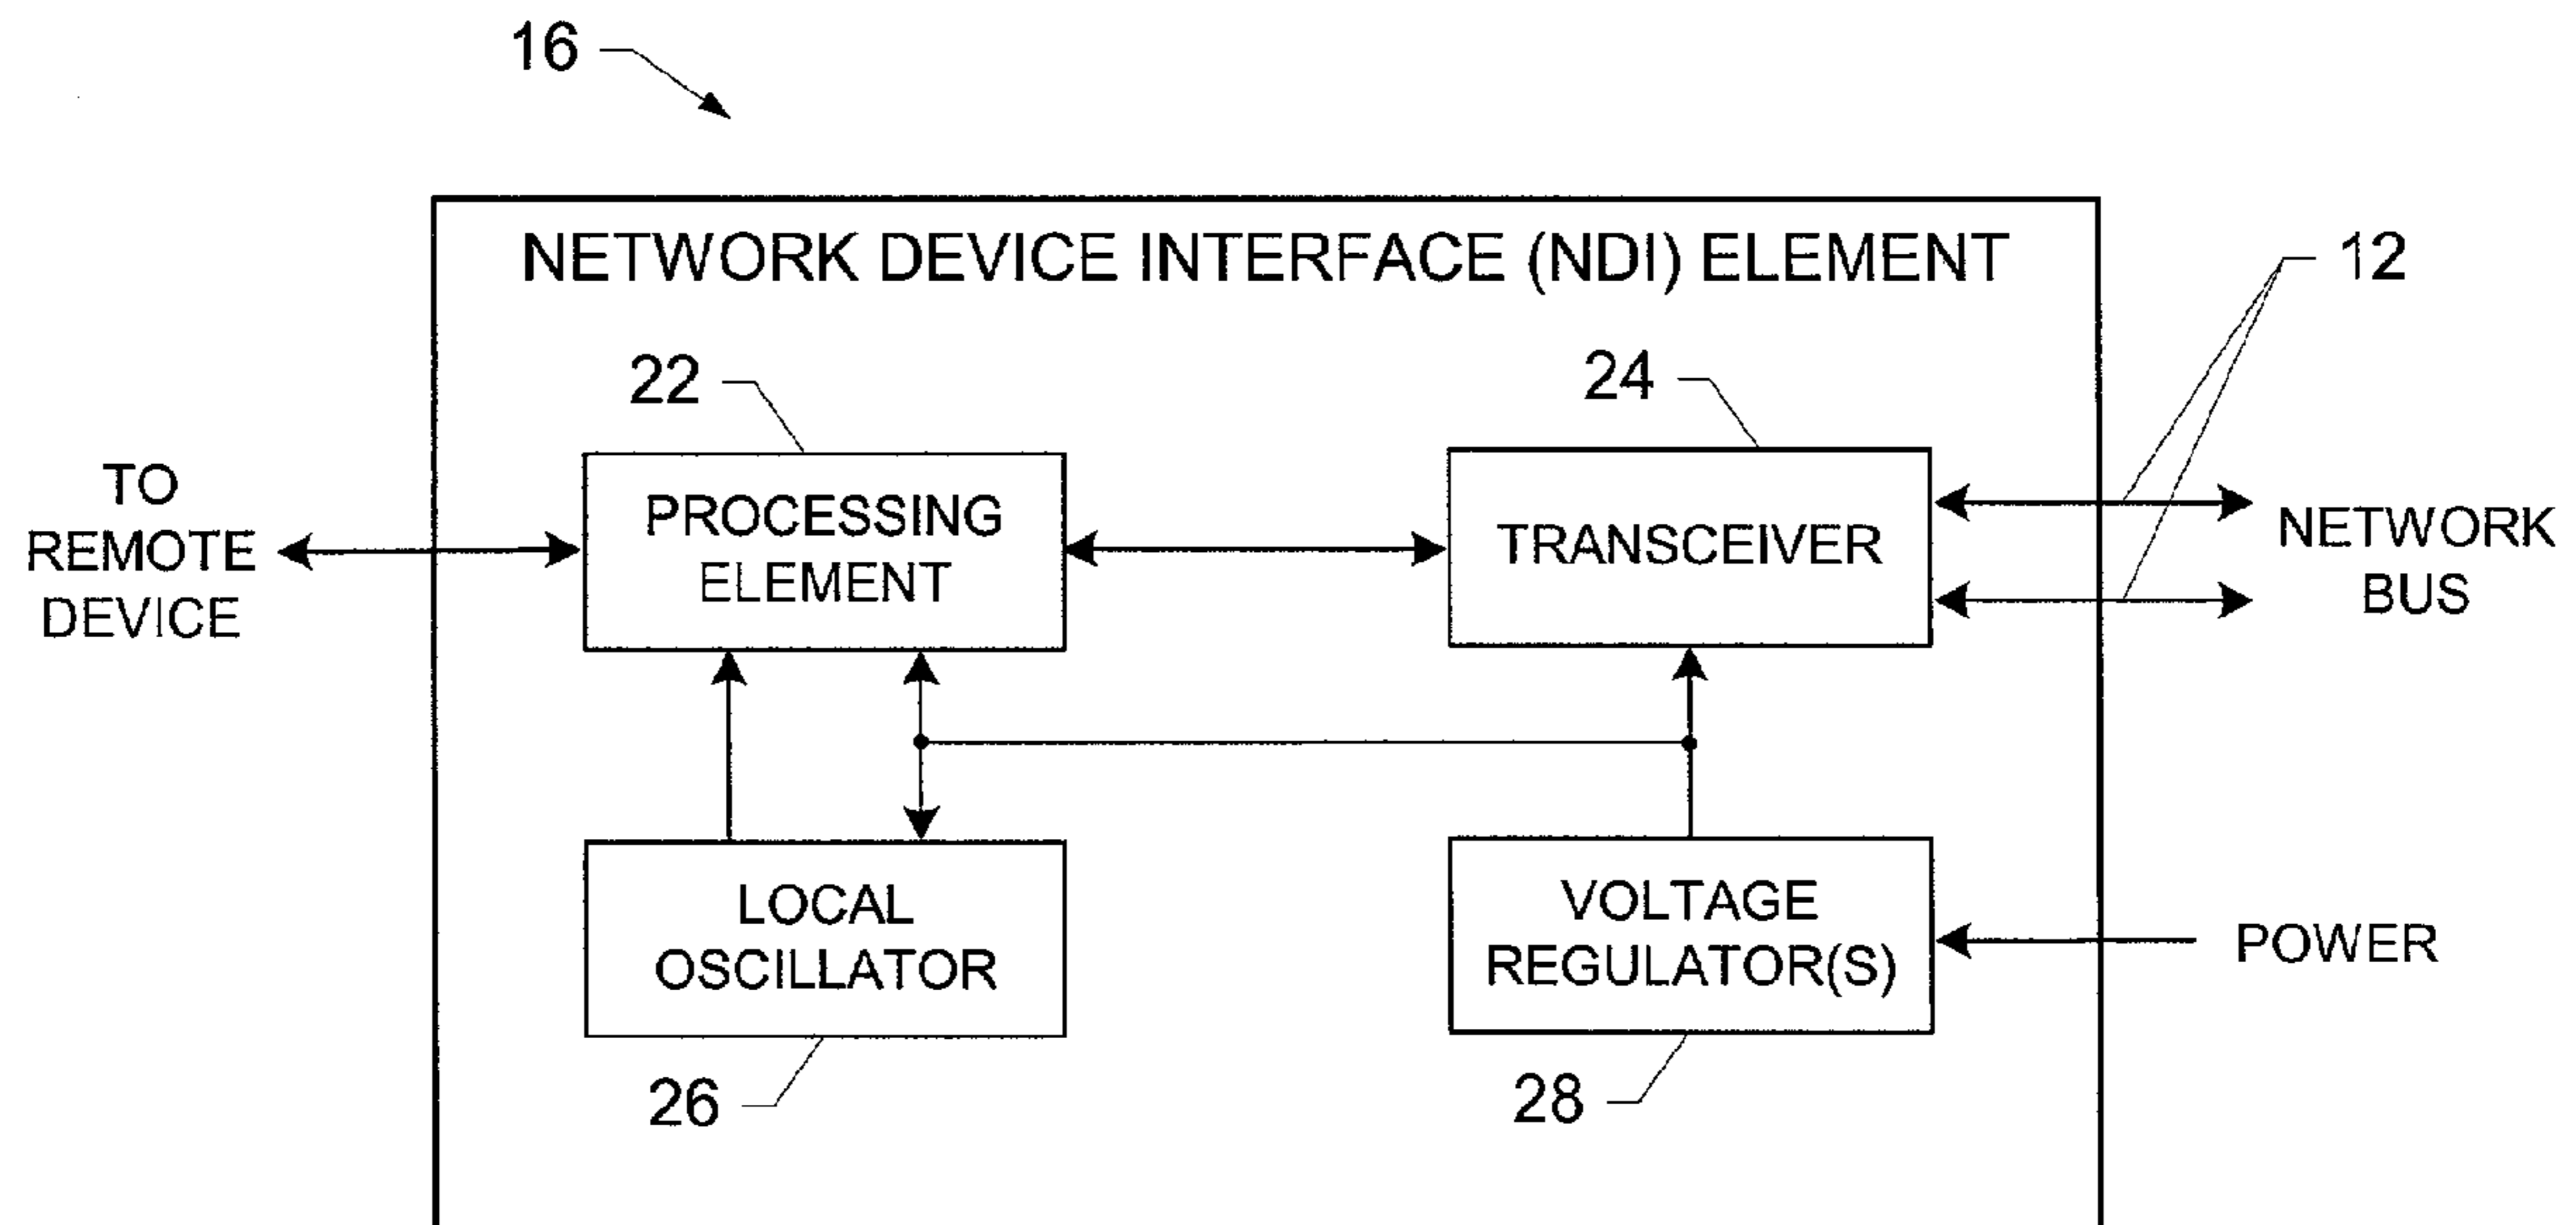 16
NETWORK DEVICE INTERFACE (NDI) ELEMENT
12
22
24
TO
REMOTE
DEVICE
PROCESSING
ELEMENT
TRANSCEIVER
NETWORK
BUS
LOCAL
OSCILLATOR
VOLTAGE
REGULATOR(S)
POWER
26
28